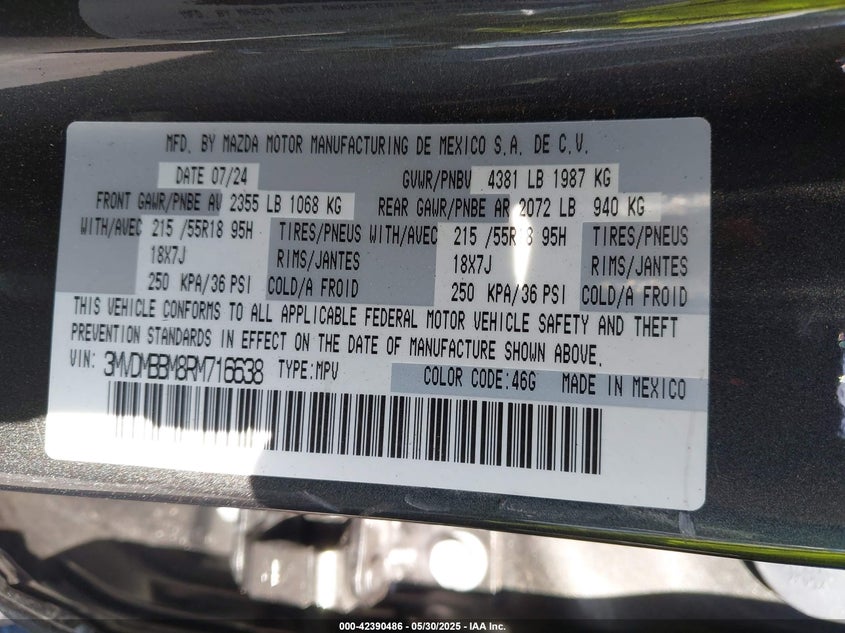 MFD. BY MAZDA MOTOR MANUFACTURING DE MEXICO S.A. DE C.V.
DATE 07/24 GVWR/PNBV 4381 LB 1987 KG
FRONT GAWR/PNBE AV 2355 LB 1068 KG REAR GAWR/PNBE AR 2072 LB 940 KG
WITH/AVEC 215 /55R18 95H TIRES/PNEUS WITH/AVEC 215 /55R18 95H TIRES/PNEUS
18X7J RIMS/JANTES 18X7J RIMS/JANTES
250 KPA/36 PSI COLD/A FROID 250 KPA/36 PSI COLD/A FROID
THIS VEHICLE CONFORMS TO ALL APPLICABLE FEDERAL MOTOR VEHICLE SAFETY AND THEFT
PREVENTION STANDARDS IN EFFECT ON THE DATE OF MANUFACTURE SHOWN ABOVE.
VIN: 3MVDMBBM8RM716638 TYPE:MPV COLOR CODE:46G MADE IN MEXICO
000-42390486 - 05/30/2025 - IAA Inc.